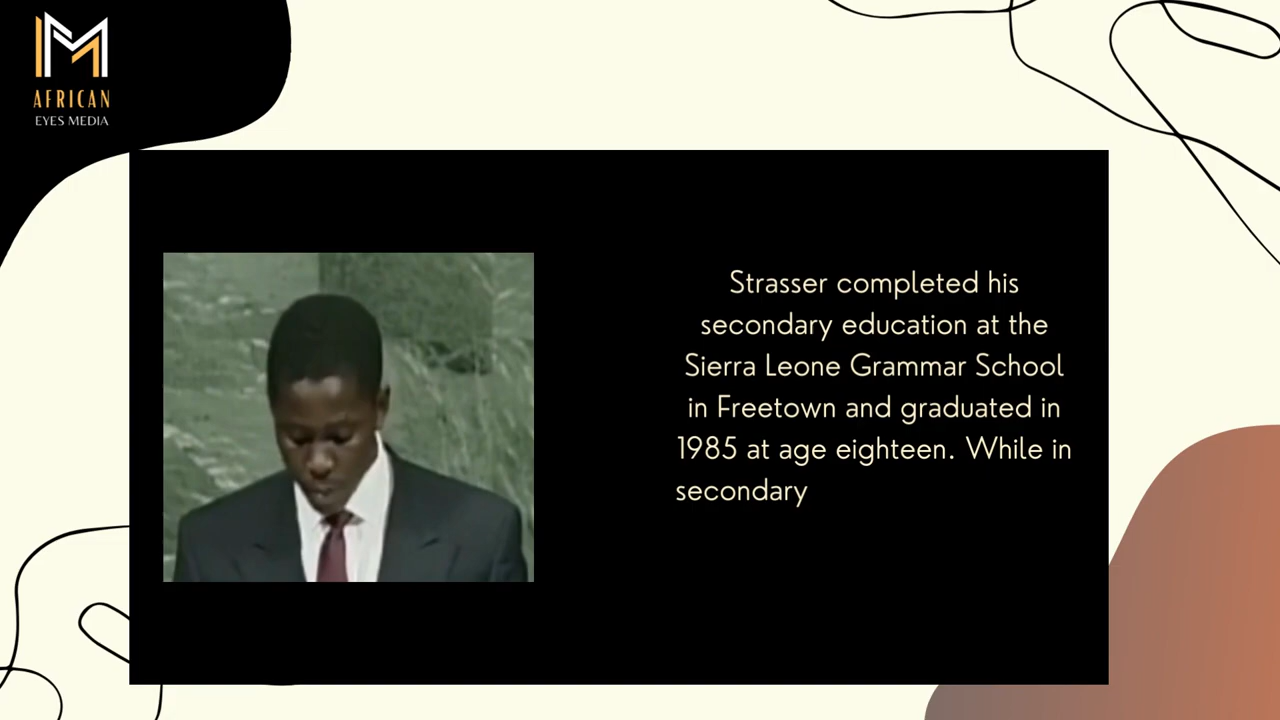 AFRICAN
EYES MEDIA
Strasser completed his
secondary education at the
Sierra Leone Grammar School
in Freetown and graduated in
1985 at age eighteen. While in
secondary